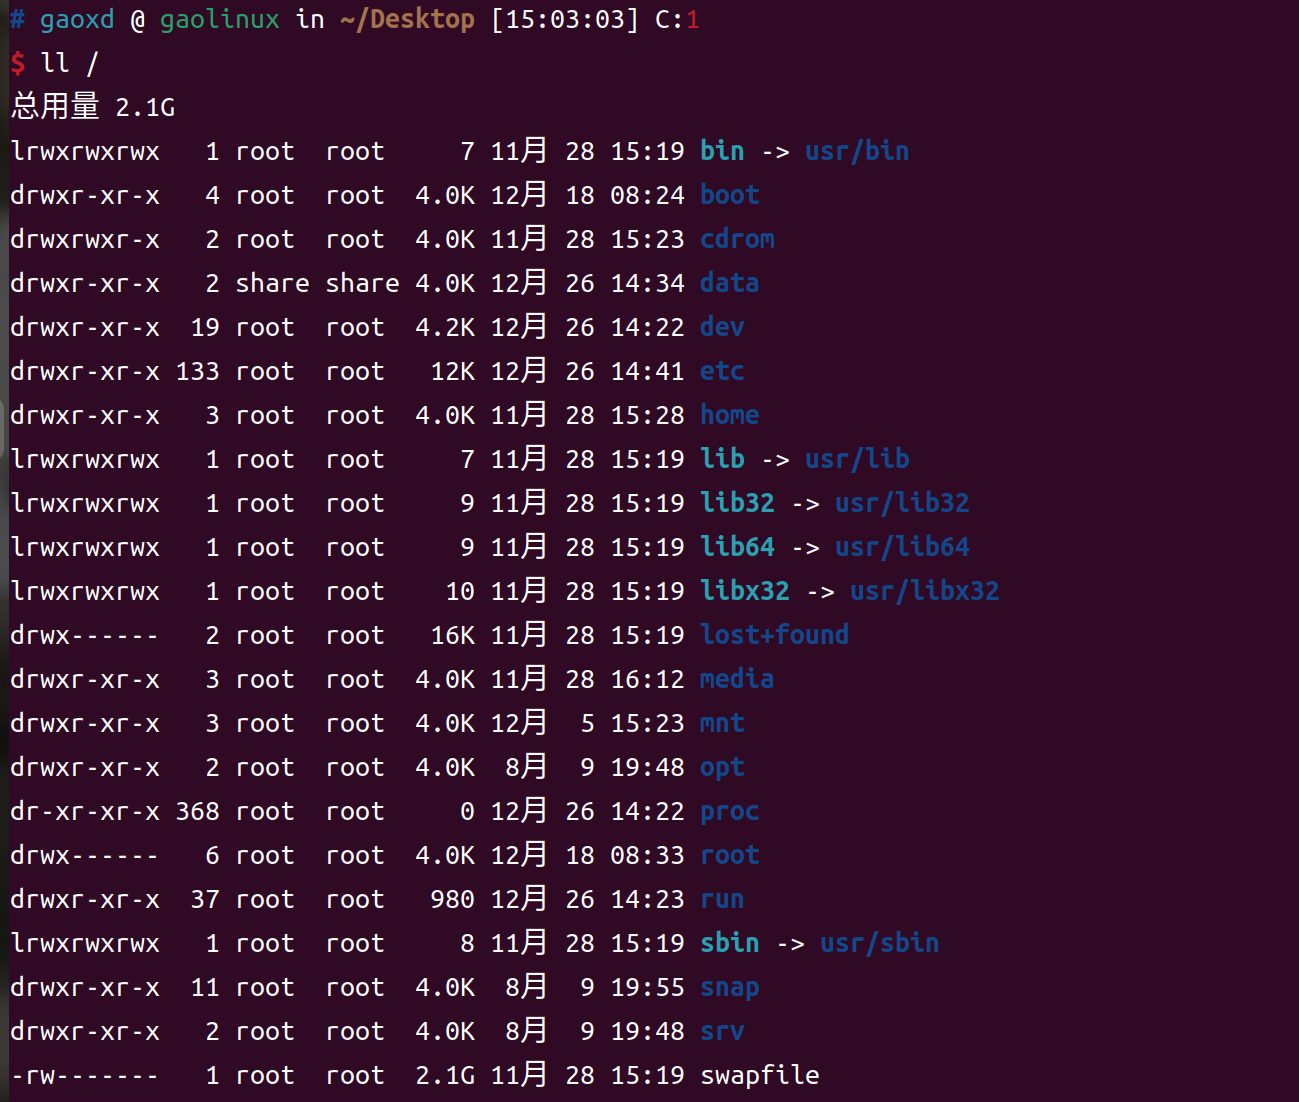 # gaoxd @ gaolinux in ~/Desktop [15:03:03] C:1
$ ll /
总用量 2.1G
lrwxrwxrwx   1 root  root     7 11月 28 15:19 bin -> usr/bin
drwxr-xr-x   4 root  root  4.0K 12月 18 08:24 boot
drwxrwxr-x   2 root  root  4.0K 11月 28 15:23 cdrom
drwxr-xr-x   2 share share 4.0K 12月 26 14:34 data
drwxr-xr-x  19 root  root  4.2K 12月 26 14:22 dev
drwxr-xr-x 133 root  root   12K 12月 26 14:41 etc
drwxr-xr-x   3 root  root  4.0K 11月 28 15:28 home
lrwxrwxrwx   1 root  root     7 11月 28 15:19 lib -> usr/lib
lrwxrwxrwx   1 root  root     9 11月 28 15:19 lib32 -> usr/lib32
lrwxrwxrwx   1 root  root     9 11月 28 15:19 lib64 -> usr/lib64
lrwxrwxrwx   1 root  root    10 11月 28 15:19 libx32 -> usr/libx32
drwx------   2 root  root   16K 11月 28 15:19 lost+found
drwxr-xr-x   3 root  root  4.0K 11月 28 16:12 media
drwxr-xr-x   3 root  root  4.0K 12月  5 15:23 mnt
drwxr-xr-x   2 root  root  4.0K  8月  9 19:48 opt
dr-xr-xr-x 368 root  root     0 12月 26 14:22 proc
drwx------   6 root  root  4.0K 12月 18 08:33 root
drwxr-xr-x  37 root  root   980 12月 26 14:23 run
lrwxrwxrwx   1 root  root     8 11月 28 15:19 sbin -> usr/sbin
drwxr-xr-x  11 root  root  4.0K  8月  9 19:55 snap
drwxr-xr-x   2 root  root  4.0K  8月  9 19:48 srv
-rw-------   1 root  root  2.1G 11月 28 15:19 swapfile